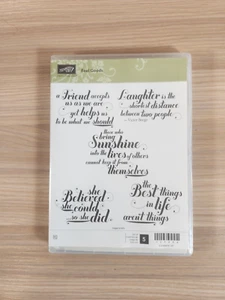 a Friend accepts
us as we are
yet helps us
to be what we should
Laughter is the
shortest distance
between two people
Those who
bring
Sunshine
into the lives of others
cannot keep it from
themselves
she
Believed
she could
so she
did
the
Best things
in life
aren't things
5